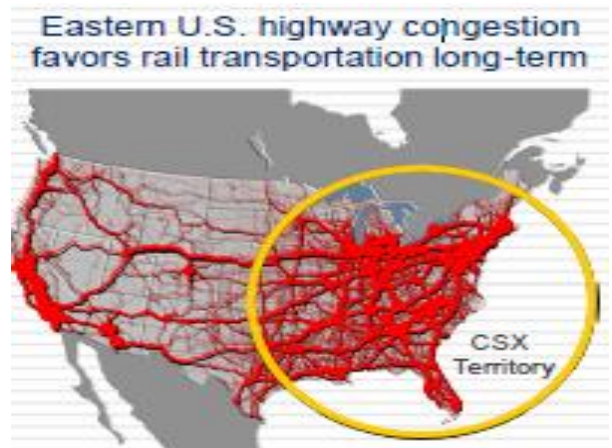 Eastern U.S. highway congestion
favors rail transportation long-term
CSX
Territory